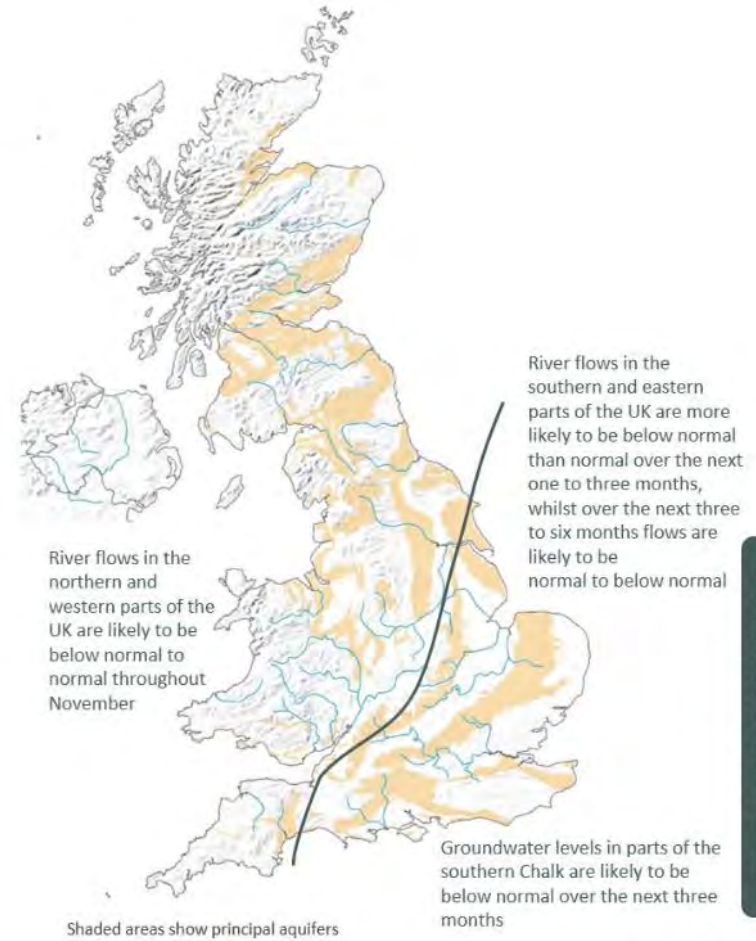 River flows in the
southern and eastern
parts of the UK are more
likely to be below normal
than normal over the next
one to three months,
whilst over the next three
to six months flows are
likely to be
normal to below normal
River flows in the
northern and
western parts of the
UK are likely to be
below normal to
normal throughout
November
Groundwater levels in parts of the
southern Chalk are likely to be
below normal over the next three
months
Shaded areas show principal aquifers